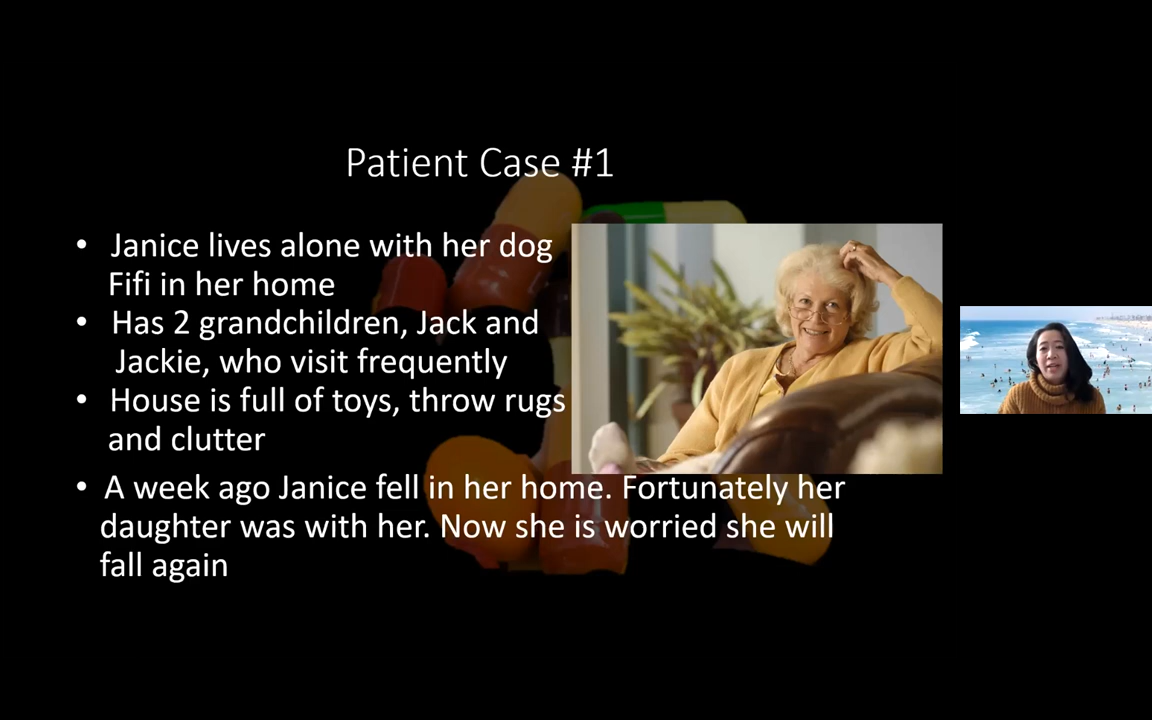 Patient Case #1
• Janice lives alone with her dog
Fifi in her home
• Has 2 grandchildren, Jack and
Jackie, who visit frequently
• House is full of toys, throw rugs
and clutter
• A week ago Janice fell in her home. Fortunately her
daughter was with her. Now she is worried she will
fall again